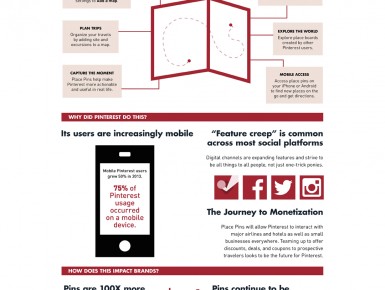 settings to add a map
PLAN TRIPS
Organize your travels
by adding site and
excursions to a map.
EXPLORE THE WORLD
Explore place boards
created by other
Pinterest users.
CAPTURE THE MOMENT
Place Pins help make
Pinterest more actionable
and useful in real life.
MOBILE ACCESS
Access place pins on
your iPhone or Android
to find new places on the
go and get directions.
WHY DID PINTEREST DO THIS?
Its users are increasingly mobile
Mobile Pinterest users
grew 50% in 2013.
75% of
Pinterest
usage
occurred
on a mobile
device.
“Feature creep” is common
across most social platforms
Digital channels are expanding features and strive to
be all things to all people, not just one-trick ponies.
The Journey to Monetization
Place Pins will allow Pinterest to interact with
major airlines and hotels as well as small
businesses everywhere. Teaming up to offer
discounts, deals, and coupons to prospective
travelers looks to be the future for Pinterest.
HOW DOES THIS IMPACT BRANDS?
Pins are 100X more
Pins continue to be